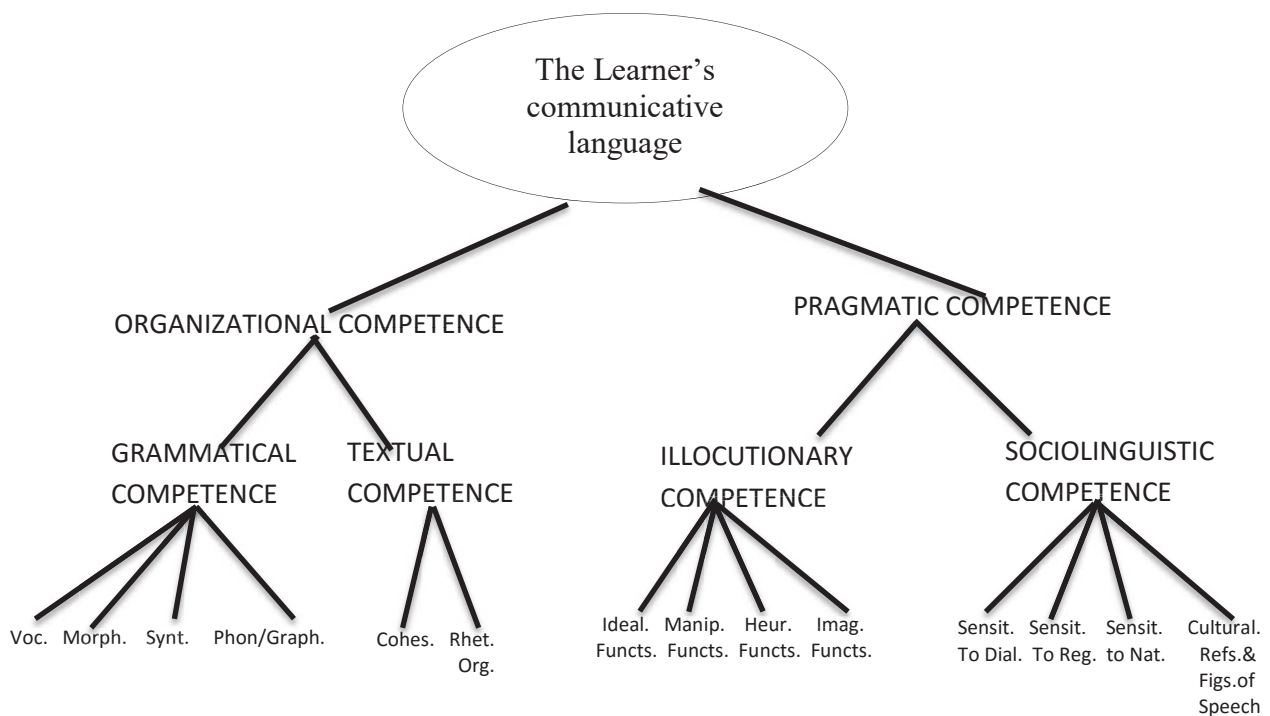 The Learner's
communicative
language
ORGANIZATIONAL COMPETENCE
PRAGMATIC COMPETENCE
GRAMMATICAL
COMPETENCE
TEXTUAL
COMPETENCE
ILLOCUTIONARY
COMPETENCE
SOCIOLINGUISTIC
COMPETENCE
Voc.
Morph.
Synt.
Phon/Graph.
Cohes.
Rhet.
Org.
Ideal.
Functs.
Manip.
Functs.
Heur.
Functs.
Imag.
Functs.
Sensit.
To Dial.
Sensit.
To Reg.
Sensit.
to Nat.
Cultural.
Refs.&
Figs.of
Speech